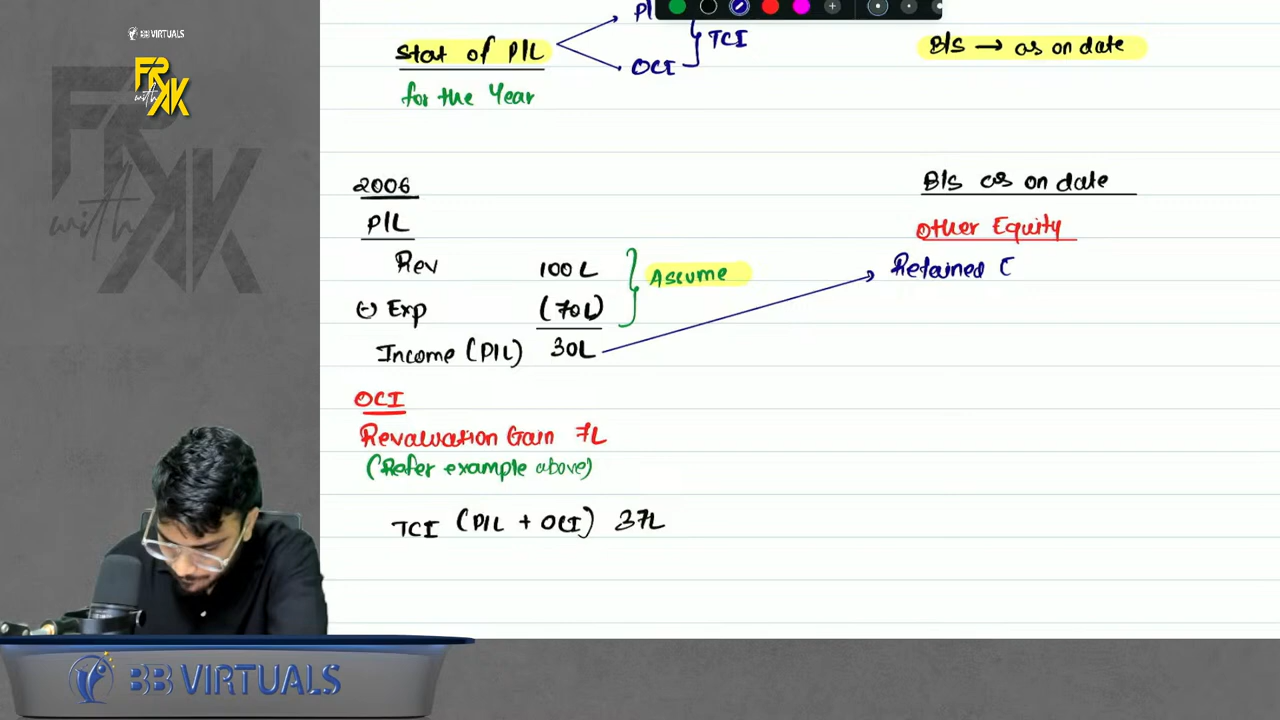 BB VIRTUALS
FR
with
KK
P/L
TCI
Stat of P/L
OCI
for the Year
B/S → as on date
2006
P/L
Rev 100L
(-) Exp (70L)
Assume
Income (P/L) 30L
B/S as on date
Other Equity
Retained E
OCI
Revaluation Gain 7L
(Refer example above)
TCI (P/L + OCI) 37L
BB VIRTUALS